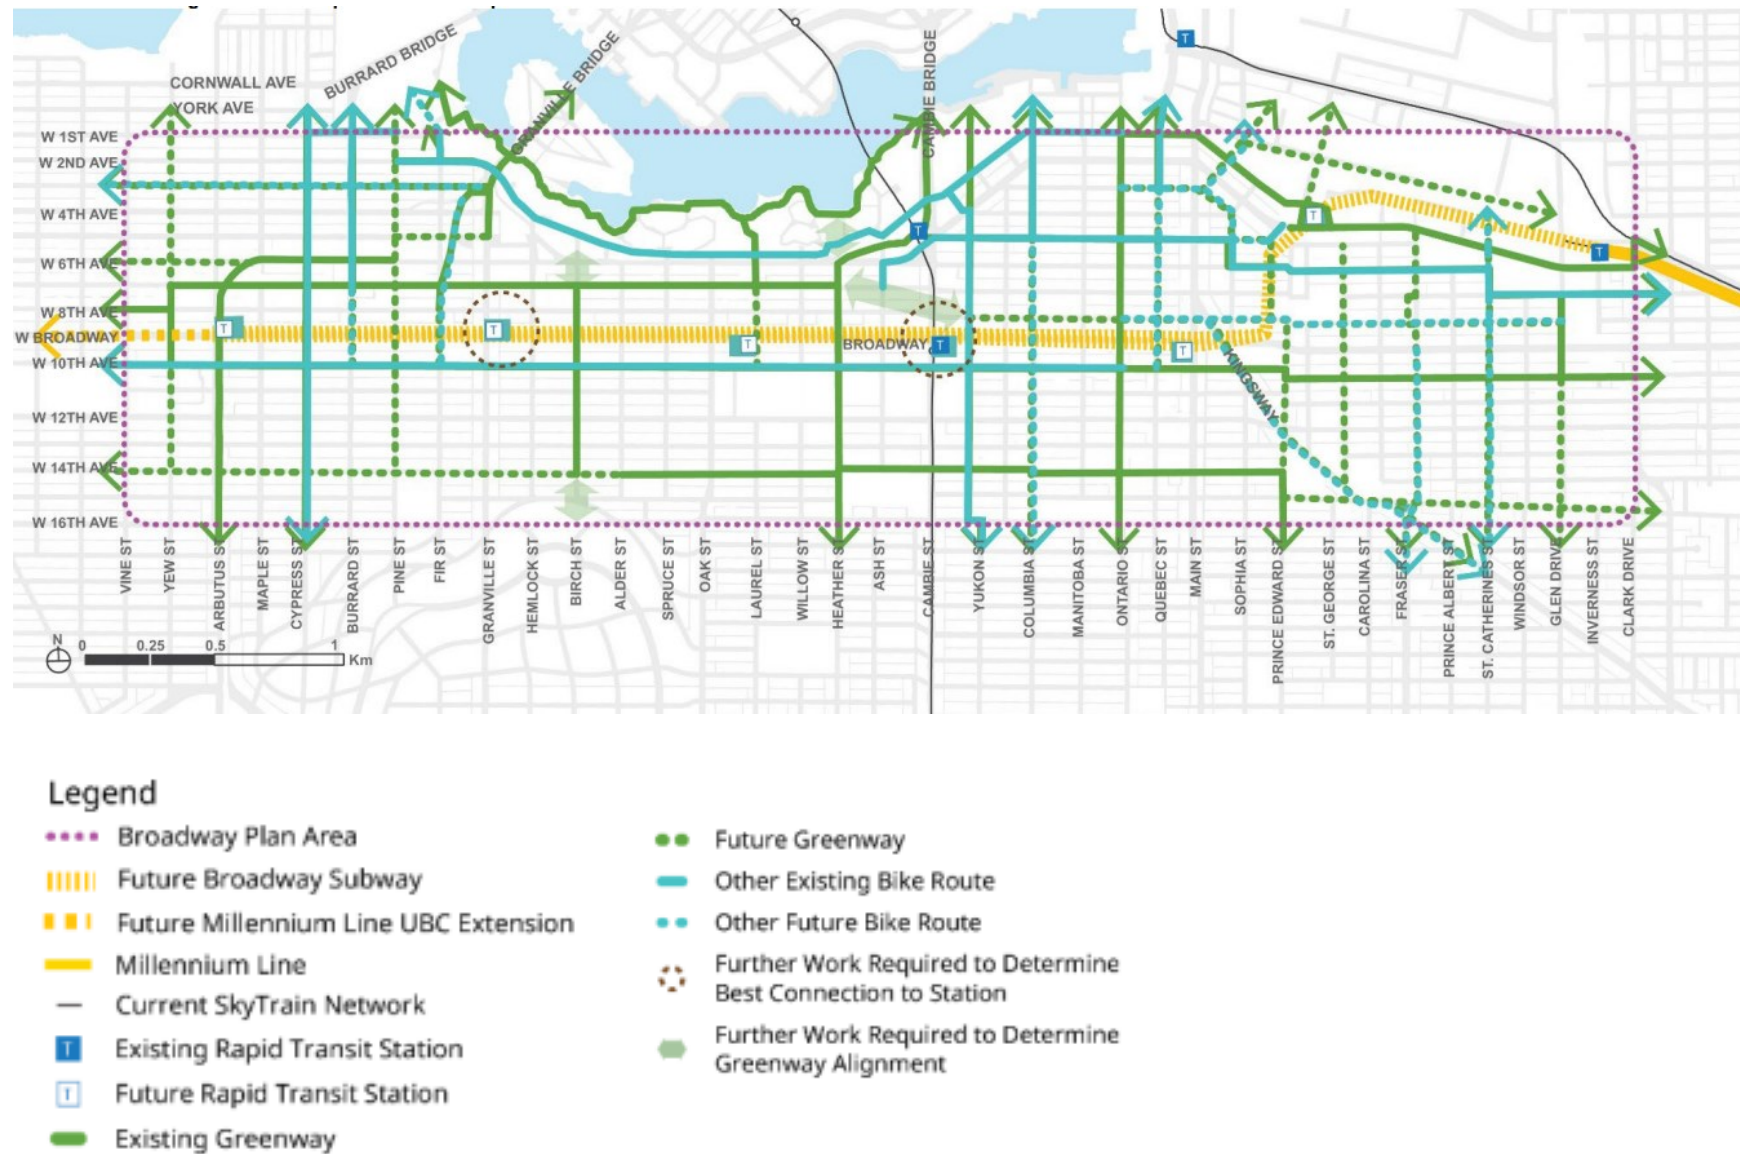 CORNWALL AVE
YORK AVE
BURRARD BRIDGE
GRANVILLE BRIDGE
CAMBIE BRIDGE
W 1ST AVE
W 2ND AVE
W 4TH AVE
W 6TH AVE
W 8TH AVE
W BROADWAY
W 10TH AVE
W 12TH AVE
W 14TH AVE
W 16TH AVE
T
T
T
T
T
T
T
T
T
BROADWAY
KINGSWAY
VINE ST
YEW ST
ARBUTUS ST
MAPLE ST
CYPRESS ST
BURRARD ST
PINE ST
FIR ST
GRANVILLE ST
HEMLOCK ST
BIRCH ST
ALDER ST
SPRUCE ST
OAK ST
LAUREL ST
WILLOW ST
HEATHER ST
ASH ST
CAMBIE ST
YUKON ST
COLUMBIA ST
MANITOBA ST
ONTARIO ST
QUEBEC ST
MAIN ST
SOPHIA ST
PRINCE EDWARD ST
ST. GEORGE ST
CAROLINA ST
FRASER ST
PRINCE ALBERT ST
ST. CATHERINES ST
WINDSOR ST
GLEN DRIVE
INVERNESS ST
CLARK DRIVE
N
0 0.25 0.5 1
Km
Legend
Broadway Plan Area
Future Broadway Subway
Future Millennium Line UBC Extension
Millennium Line
Current SkyTrain Network
T Existing Rapid Transit Station
T Future Rapid Transit Station
Existing Greenway
Future Greenway
Other Existing Bike Route
Other Future Bike Route
Further Work Required to Determine
Best Connection to Station
Further Work Required to Determine
Greenway Alignment